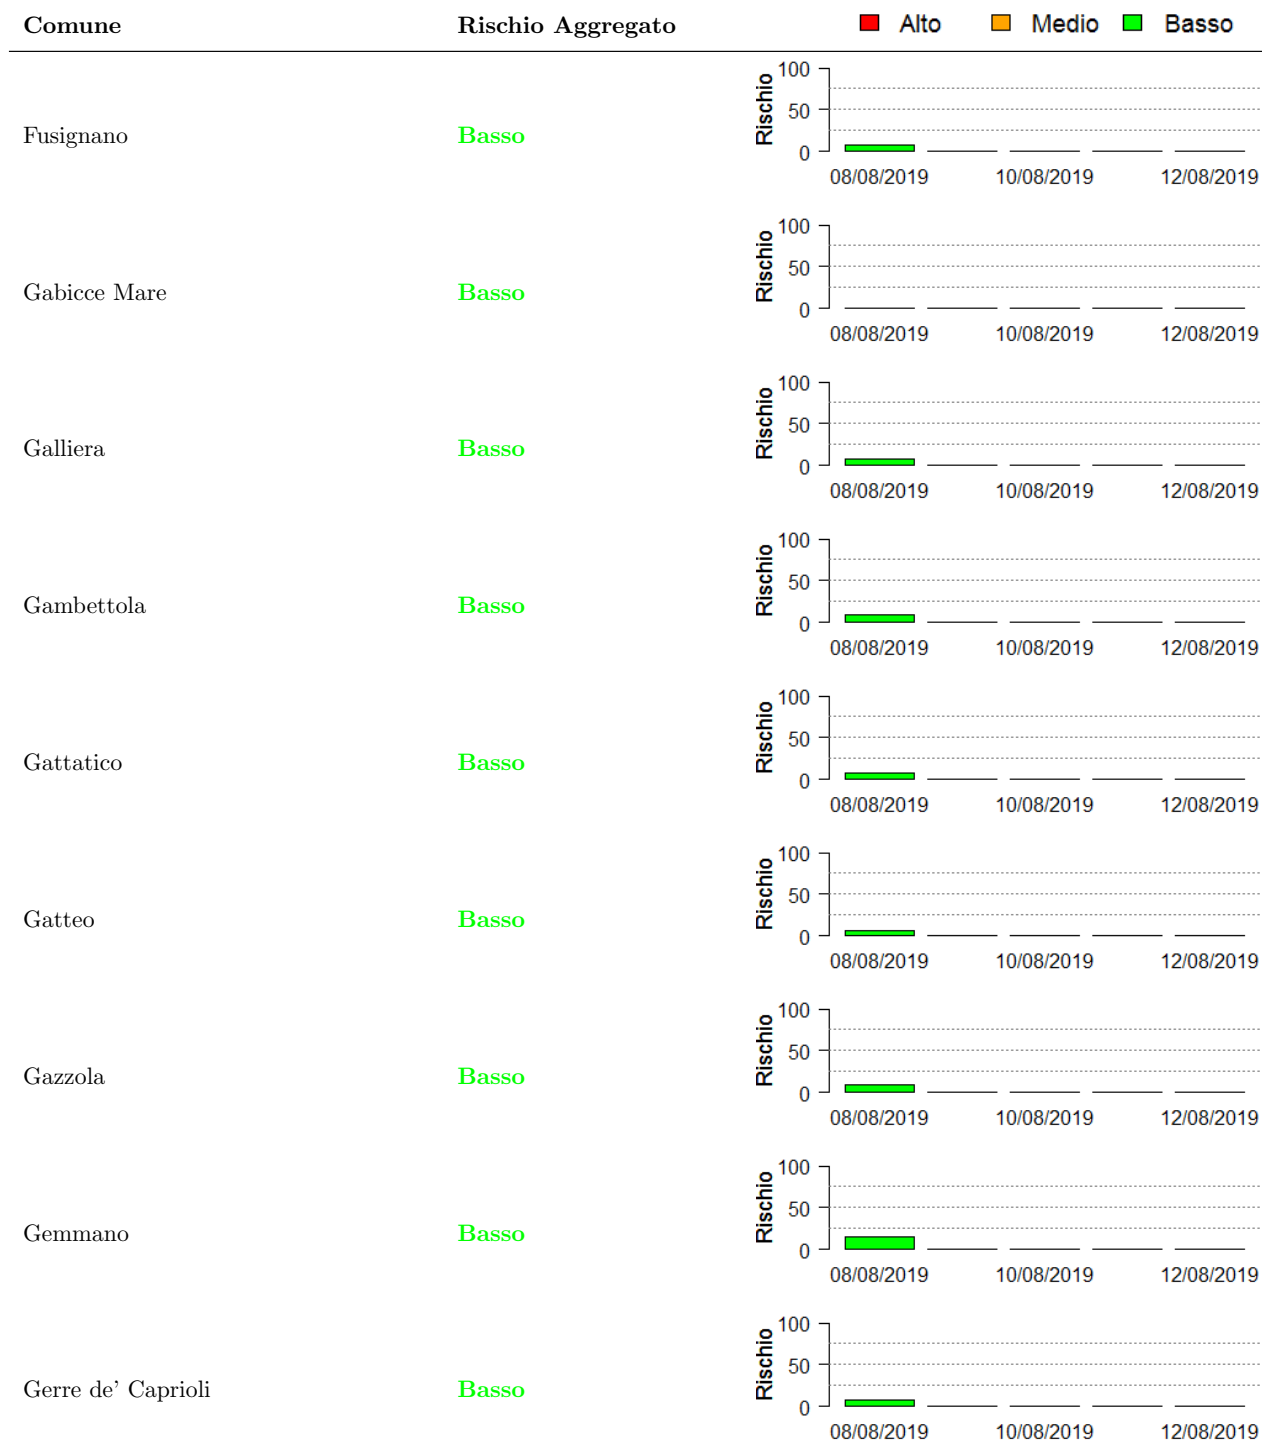 Comune Rischio Aggregato Alto Medio Basso
Fusignano Basso
Rischio
100
50
0
08/08/2019 10/08/2019 12/08/2019
Gabicce Mare Basso
Rischio
100
50
0
08/08/2019 10/08/2019 12/08/2019
Galliera Basso
Rischio
100
50
0
08/08/2019 10/08/2019 12/08/2019
Gambettola Basso
Rischio
100
50
0
08/08/2019 10/08/2019 12/08/2019
Gattatico Basso
Rischio
100
50
0
08/08/2019 10/08/2019 12/08/2019
Gatteo Basso
Rischio
100
50
0
08/08/2019 10/08/2019 12/08/2019
Gazzola Basso
Rischio
100
50
0
08/08/2019 10/08/2019 12/08/2019
Gemmano Basso
Rischio
100
50
0
08/08/2019 10/08/2019 12/08/2019
Gerre de' Caprioli Basso
Rischio
100
50
0
08/08/2019 10/08/2019 12/08/2019